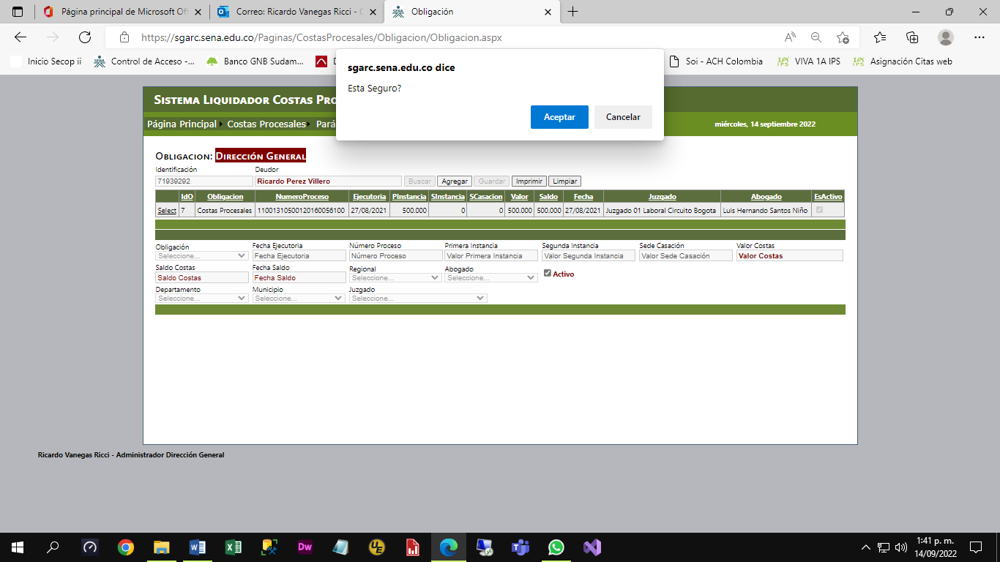 Página principal de Microsoft Of
Correo: Ricardo Vanegas Ricci -
Obligación
https://sgarc.sena.edu.co/Paginas/CostasProcesales/Obligacion/Obligacion.aspx
Inicio Secop ii
Control de Acceso -...
Banco GNB Sudam...
Soi - ACH Colombia
VIVA 1A IPS
Asignación Citas web
sgarc.sena.edu.co dice
Esta Seguro?
Aceptar Cancelar
Sistema Liquidador Costas Pro
Página Principal Costas Procesales Pará
miércoles, 14 septiembre 2022
Obligacion: Dirección General
Identificación Deudor
71939292 Ricardo Perez Villero Buscar Agregar Guardar Imprimir Limpiar
IdO Obligacion NumeroProceso Ejecutoria PInstancia SInstancia SCasacion Valor Saldo Fecha Juzgado Abogado EsActivo
Select 7 Costas Procesales 11001310500120160056100 27/08/2021 500.000 0 0 500.000 500.000 27/08/2021 Juzgado 01 Laboral Circuito Bogota Luis Hernando Santos Niño
Obligación Fecha Ejecutoria Número Proceso Primera Instancia Segunda Instancia Sede Casación Valor Costas
Seleccione... Fecha Ejecutoria Número Proceso Valor Primera Instancia Valor Segunda Instancia Valor Sede Casación Valor Costas
Saldo Costas Fecha Saldo Regional Abogado
Saldo Costas Fecha Saldo Seleccione... Seleccione... Activo
Departamento Municipio Juzgado
Seleccione... Seleccione... Seleccione...
Ricardo Vanegas Ricci - Administrador Dirección General
Dw
UE
1:41 p. m.
14/09/2022